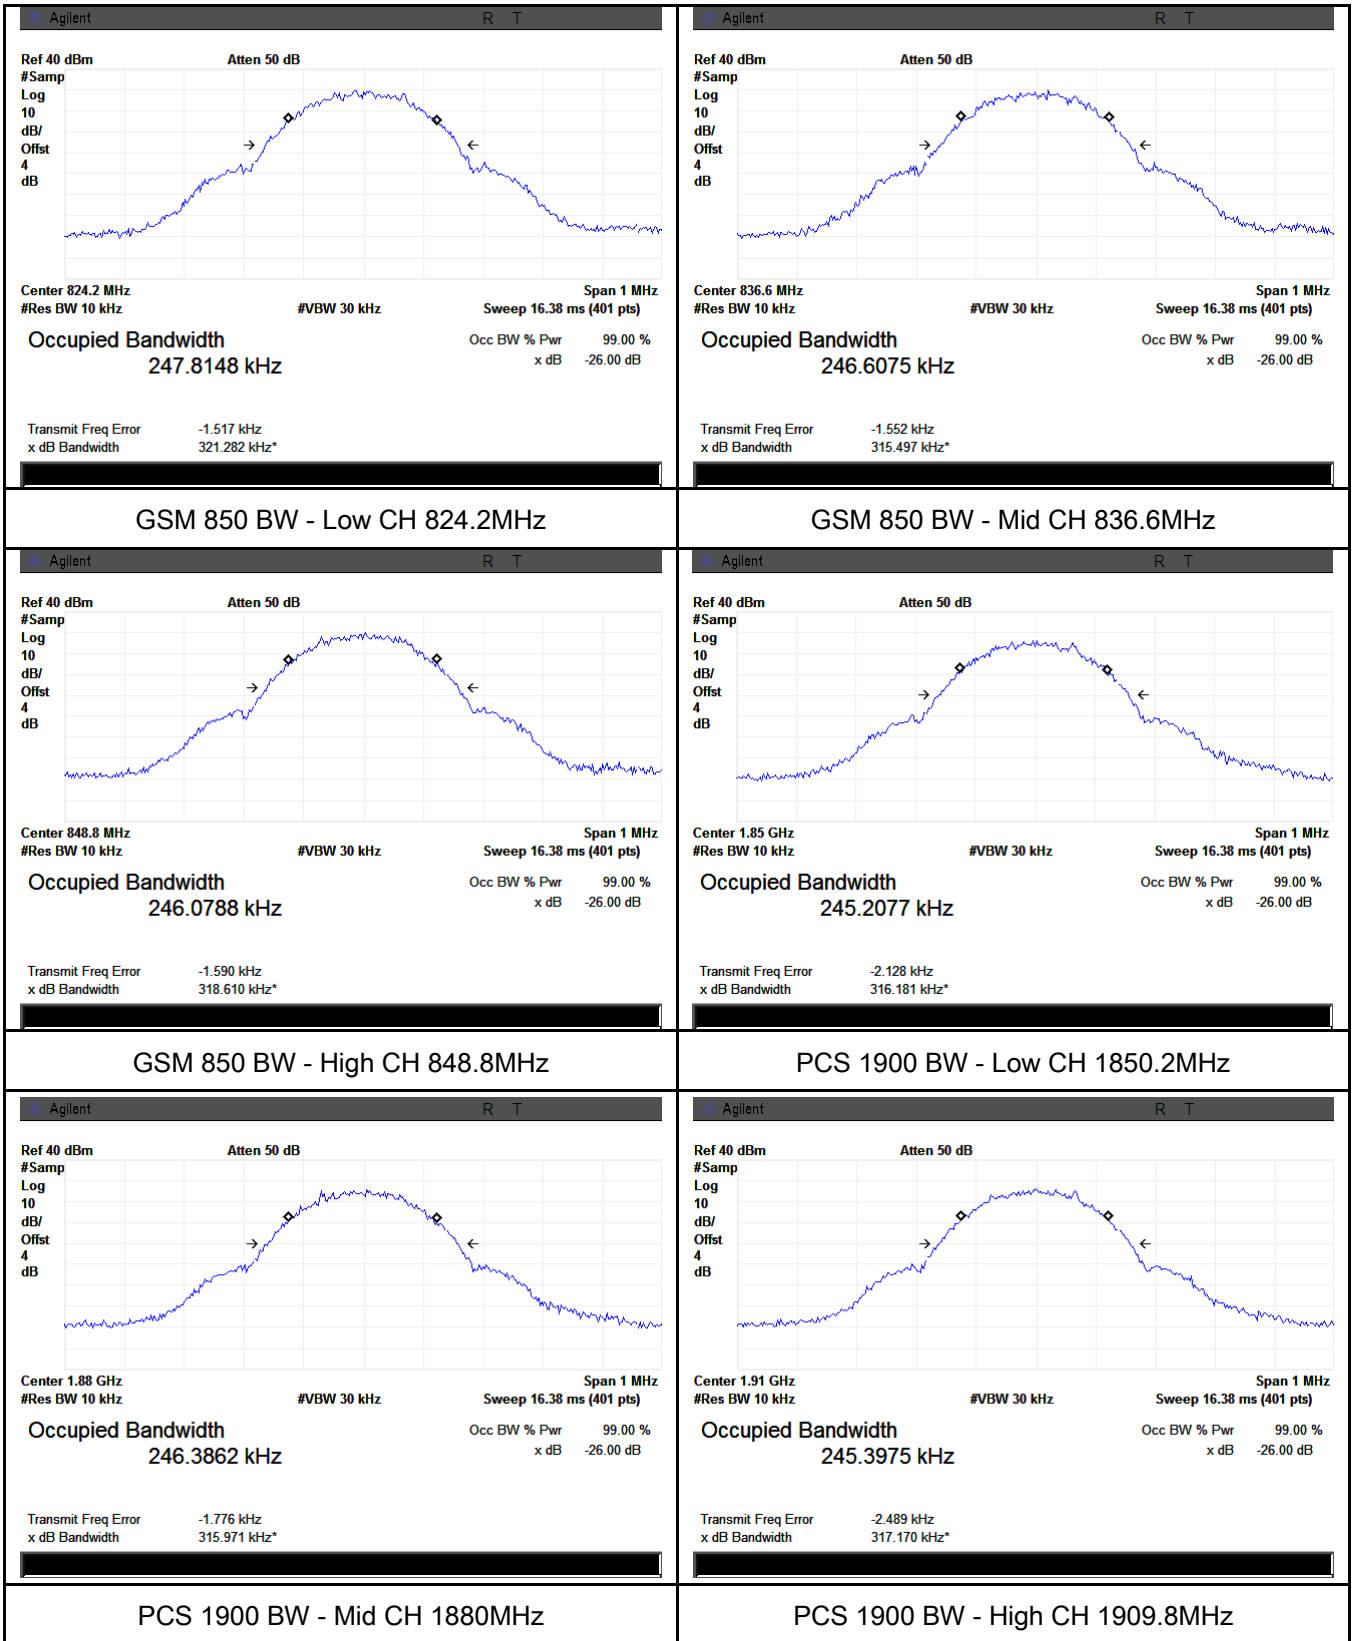 Agilent R T
Ref 40 dBm Atten 50 dB
#Samp
Log
10
dB/
Offst
4
dB
Center 824.2 MHz Span 1 MHz
#Res BW 10 kHz #VBW 30 kHz Sweep 16.38 ms (401 pts)
Occupied Bandwidth Occ BW % Pwr 99.00 %
247.8148 kHz x dB -26.00 dB
Transmit Freq Error -1.517 kHz
x dB Bandwidth 321.282 kHz*
GSM 850 BW - Low CH 824.2MHz
Agilent R T
Ref 40 dBm Atten 50 dB
#Samp
Log
10
dB/
Offst
4
dB
Center 836.6 MHz Span 1 MHz
#Res BW 10 kHz #VBW 30 kHz Sweep 16.38 ms (401 pts)
Occupied Bandwidth Occ BW % Pwr 99.00 %
246.6075 kHz x dB -26.00 dB
Transmit Freq Error -1.552 kHz
x dB Bandwidth 315.497 kHz*
GSM 850 BW - Mid CH 836.6MHz
Agilent R T
Ref 40 dBm Atten 50 dB
#Samp
Log
10
dB/
Offst
4
dB
Center 848.8 MHz Span 1 MHz
#Res BW 10 kHz #VBW 30 kHz Sweep 16.38 ms (401 pts)
Occupied Bandwidth Occ BW % Pwr 99.00 %
246.0788 kHz x dB -26.00 dB
Transmit Freq Error -1.590 kHz
x dB Bandwidth 318.610 kHz*
GSM 850 BW - High CH 848.8MHz
Agilent R T
Ref 40 dBm Atten 50 dB
#Samp
Log
10
dB/
Offst
4
dB
Center 1.85 GHz Span 1 MHz
#Res BW 10 kHz #VBW 30 kHz Sweep 16.38 ms (401 pts)
Occupied Bandwidth Occ BW % Pwr 99.00 %
245.2077 kHz x dB -26.00 dB
Transmit Freq Error -2.128 kHz
x dB Bandwidth 316.181 kHz*
PCS 1900 BW - Low CH 1850.2MHz
Agilent R T
Ref 40 dBm Atten 50 dB
#Samp
Log
10
dB/
Offst
4
dB
Center 1.88 GHz Span 1 MHz
#Res BW 10 kHz #VBW 30 kHz Sweep 16.38 ms (401 pts)
Occupied Bandwidth Occ BW % Pwr 99.00 %
246.3862 kHz x dB -26.00 dB
Transmit Freq Error -1.776 kHz
x dB Bandwidth 315.971 kHz*
PCS 1900 BW - Mid CH 1880MHz
Agilent R T
Ref 40 dBm Atten 50 dB
#Samp
Log
10
dB/
Offst
4
dB
Center 1.91 GHz Span 1 MHz
#Res BW 10 kHz #VBW 30 kHz Sweep 16.38 ms (401 pts)
Occupied Bandwidth Occ BW % Pwr 99.00 %
245.3975 kHz x dB -26.00 dB
Transmit Freq Error -2.489 kHz
x dB Bandwidth 317.170 kHz*
PCS 1900 BW - High CH 1909.8MHz